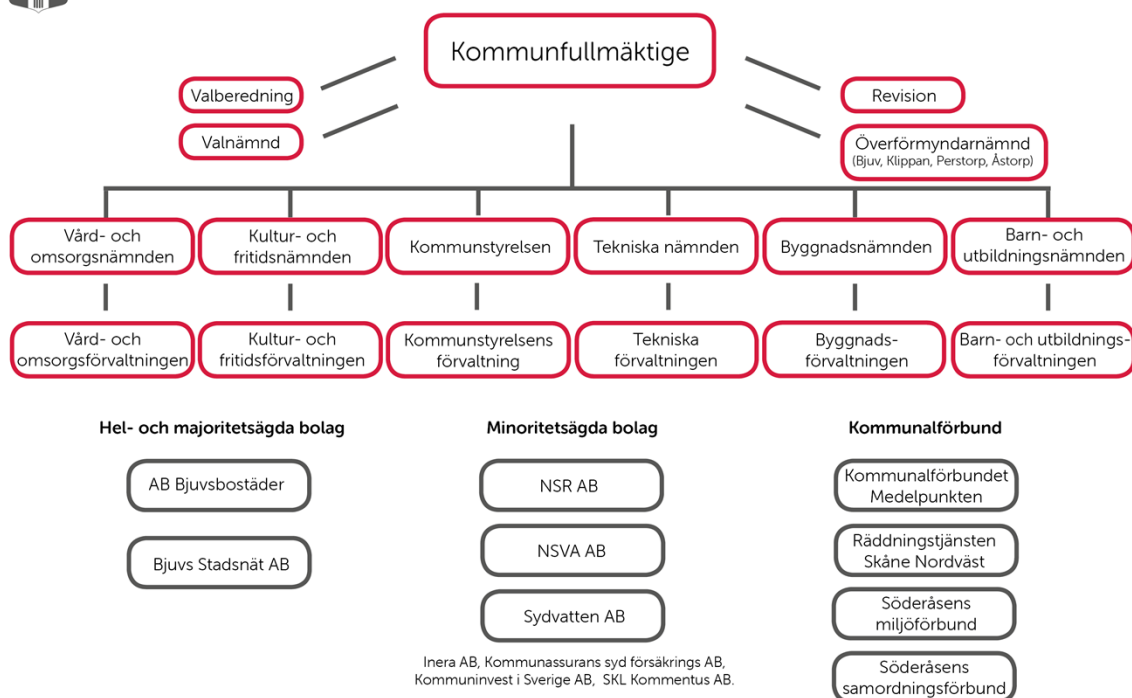 Kommunfullmäktige
Valberedning
Valnämnd
Revision
Överförmyndarnämnd
(Bjuv, Klippan, Perstorp, Åstorp)
Vård- och
omsorgsnämnden
Kultur- och
fritidsnämnden
Kommunstyrelsen
Tekniska nämnden
Byggnadsnämnden
Barn- och
utbildningsnämnden
Vård- och
omsorgsförvaltningen
Kultur- och
fritidsförvaltningen
Kommunstyrelsens
förvaltning
Tekniska
förvaltningen
Byggnads-
förvaltningen
Barn- och utbildnings-
förvaltningen
Hel- och majoritetsägda bolag
AB Bjuvsbostäder
Bjuvs Stadsnät AB
Minoritetsägda bolag
NSR AB
NSVA AB
Sydvatten AB
Inera AB, Kommunassurans syd försäkrings AB,
Kommuninvest i Sverige AB, SKL Kommentus AB.
Kommunalförbund
Kommunalförbundet
Medelpunkten
Räddningstjänsten
Skåne Nordväst
Söderåsens
miljöförbund
Söderåsens
samordningsförbund